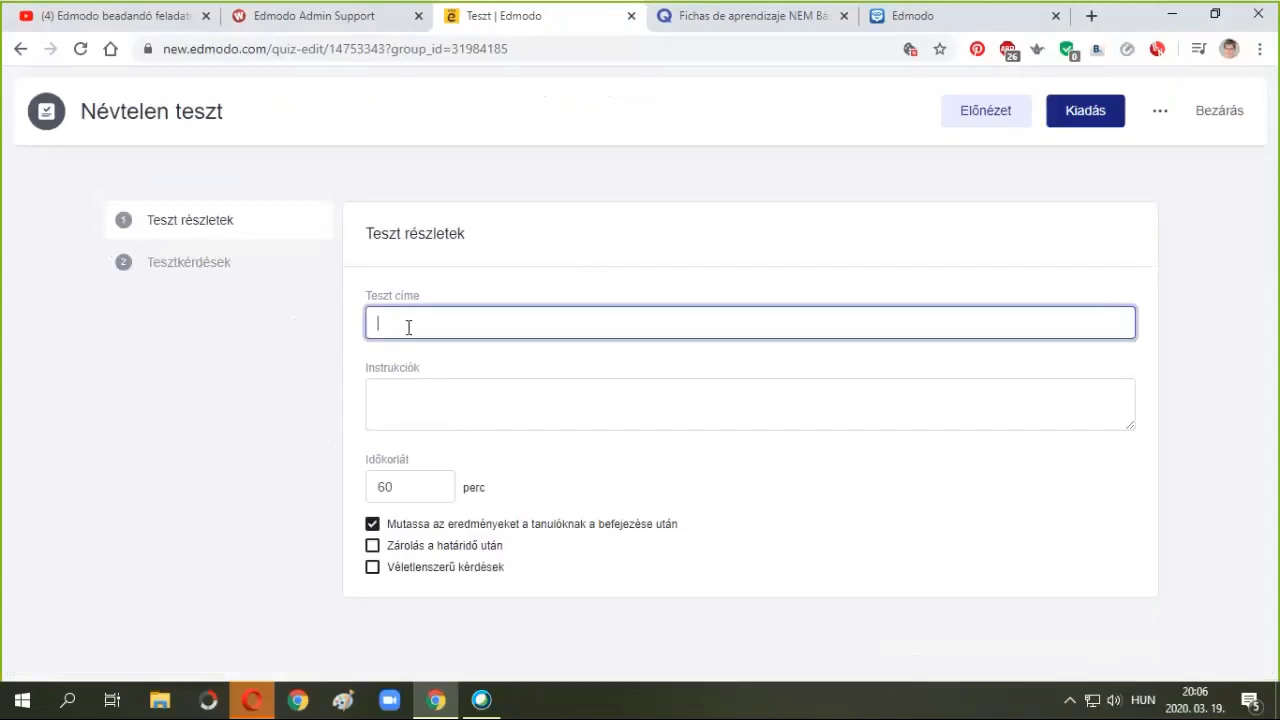 (4) Edmodo beadandó feladat
Edmodo Admin Support
Teszt | Edmodo
Fichas de aprendizaje NEM Bá
Edmodo
new.edmodo.com/quiz-edit/14753343?group_id=31984185
26
0
B.
Névtelen teszt
Előnézet
Kiadás
Bezárás
1 Teszt részletek
2 Tesztkérdések
Teszt részletek
Teszt címe
Instrukciók
Időkorlát
60 perc
Mutassa az eredményeket a tanulóknak a befejezése után
Zárolás a határidő után
Véletlenszerű kérdések
HUN
20:06
2020. 03. 19.
5